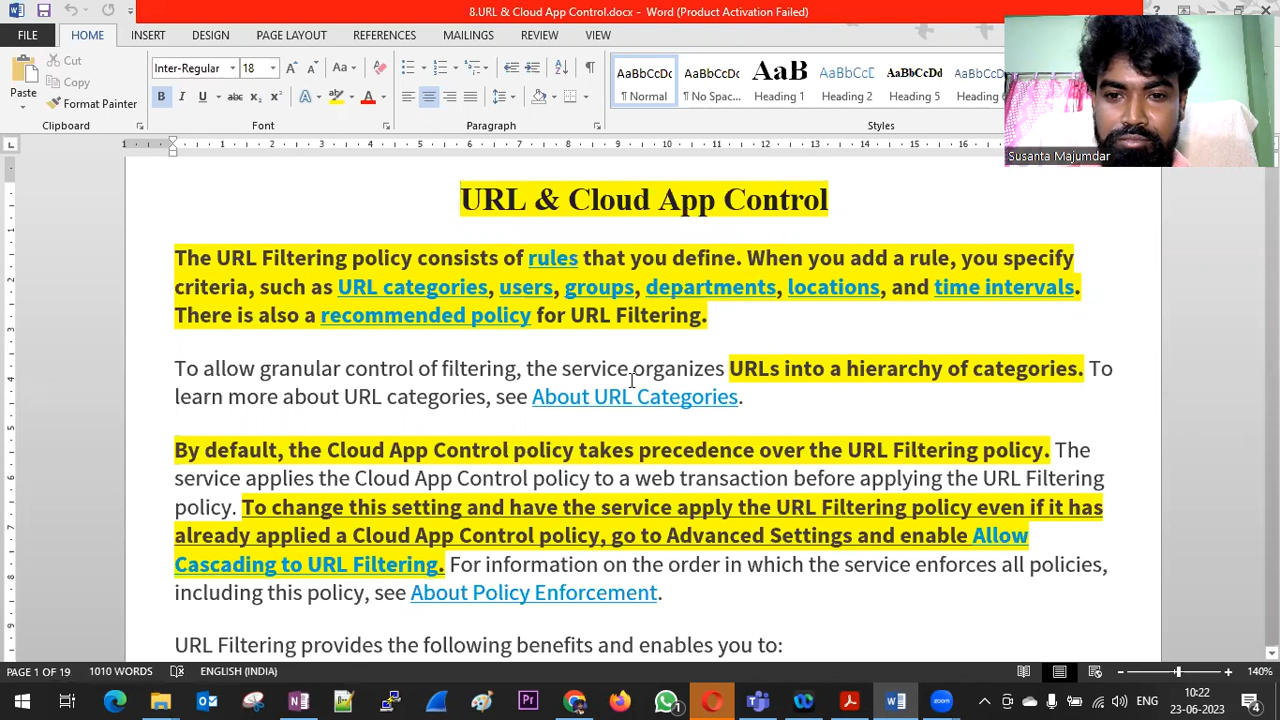 8.URL & Cloud App Control.docx - Word (Product Activation Failed)
FILE HOME INSERT DESIGN PAGE LAYOUT REFERENCES MAILINGS REVIEW VIEW
Cut
Copy
Format Painter
Paste
Clipboard
Inter-Regular 18
Font
Paragraph
AaBbCcDc AaBbCcDc AaB AaBbCcD AaBbCcDd AaBbCcD
¶ Normal ¶ No Spac... Heading 1 Heading 2 Heading 5 Heading 6
Styles
Susanta Majumdar
URL & Cloud App Control
The URL Filtering policy consists of rules that you define. When you add a rule, you specify
criteria, such as URL categories, users, groups, departments, locations, and time intervals.
There is also a recommended policy for URL Filtering.
To allow granular control of filtering, the service organizes URLs into a hierarchy of categories. To
learn more about URL categories, see About URL Categories.
By default, the Cloud App Control policy takes precedence over the URL Filtering policy. The
service applies the Cloud App Control policy to a web transaction before applying the URL Filtering
policy. To change this setting and have the service apply the URL Filtering policy even if it has
already applied a Cloud App Control policy, go to Advanced Settings and enable Allow
Cascading to URL Filtering. For information on the order in which the service enforces all policies,
including this policy, see About Policy Enforcement.
URL Filtering provides the following benefits and enables you to:
PAGE 1 OF 19 1010 WORDS ENGLISH (INDIA) 140%
ENG 10:22
23-06-2023